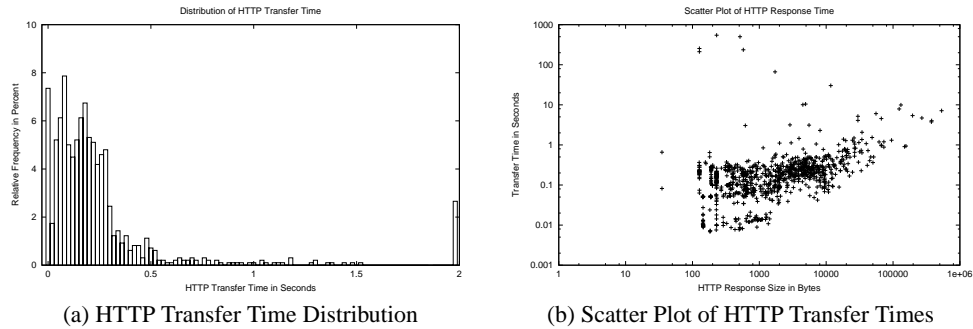 Distribution of HTTP Transfer Time
10
8
6
4
2
0
Relative Frequency in Percent
0
0.5
1
1.5
2
HTTP Transfer Time in Seconds
(a) HTTP Transfer Time Distribution
Scatter Plot of HTTP Response Time
1000
100
10
1
0.1
0.01
0.001
Transfer Time in Seconds
1
10
100
1000
10000
100000
1e+06
HTTP Response Size in Bytes
(b) Scatter Plot of HTTP Transfer Times